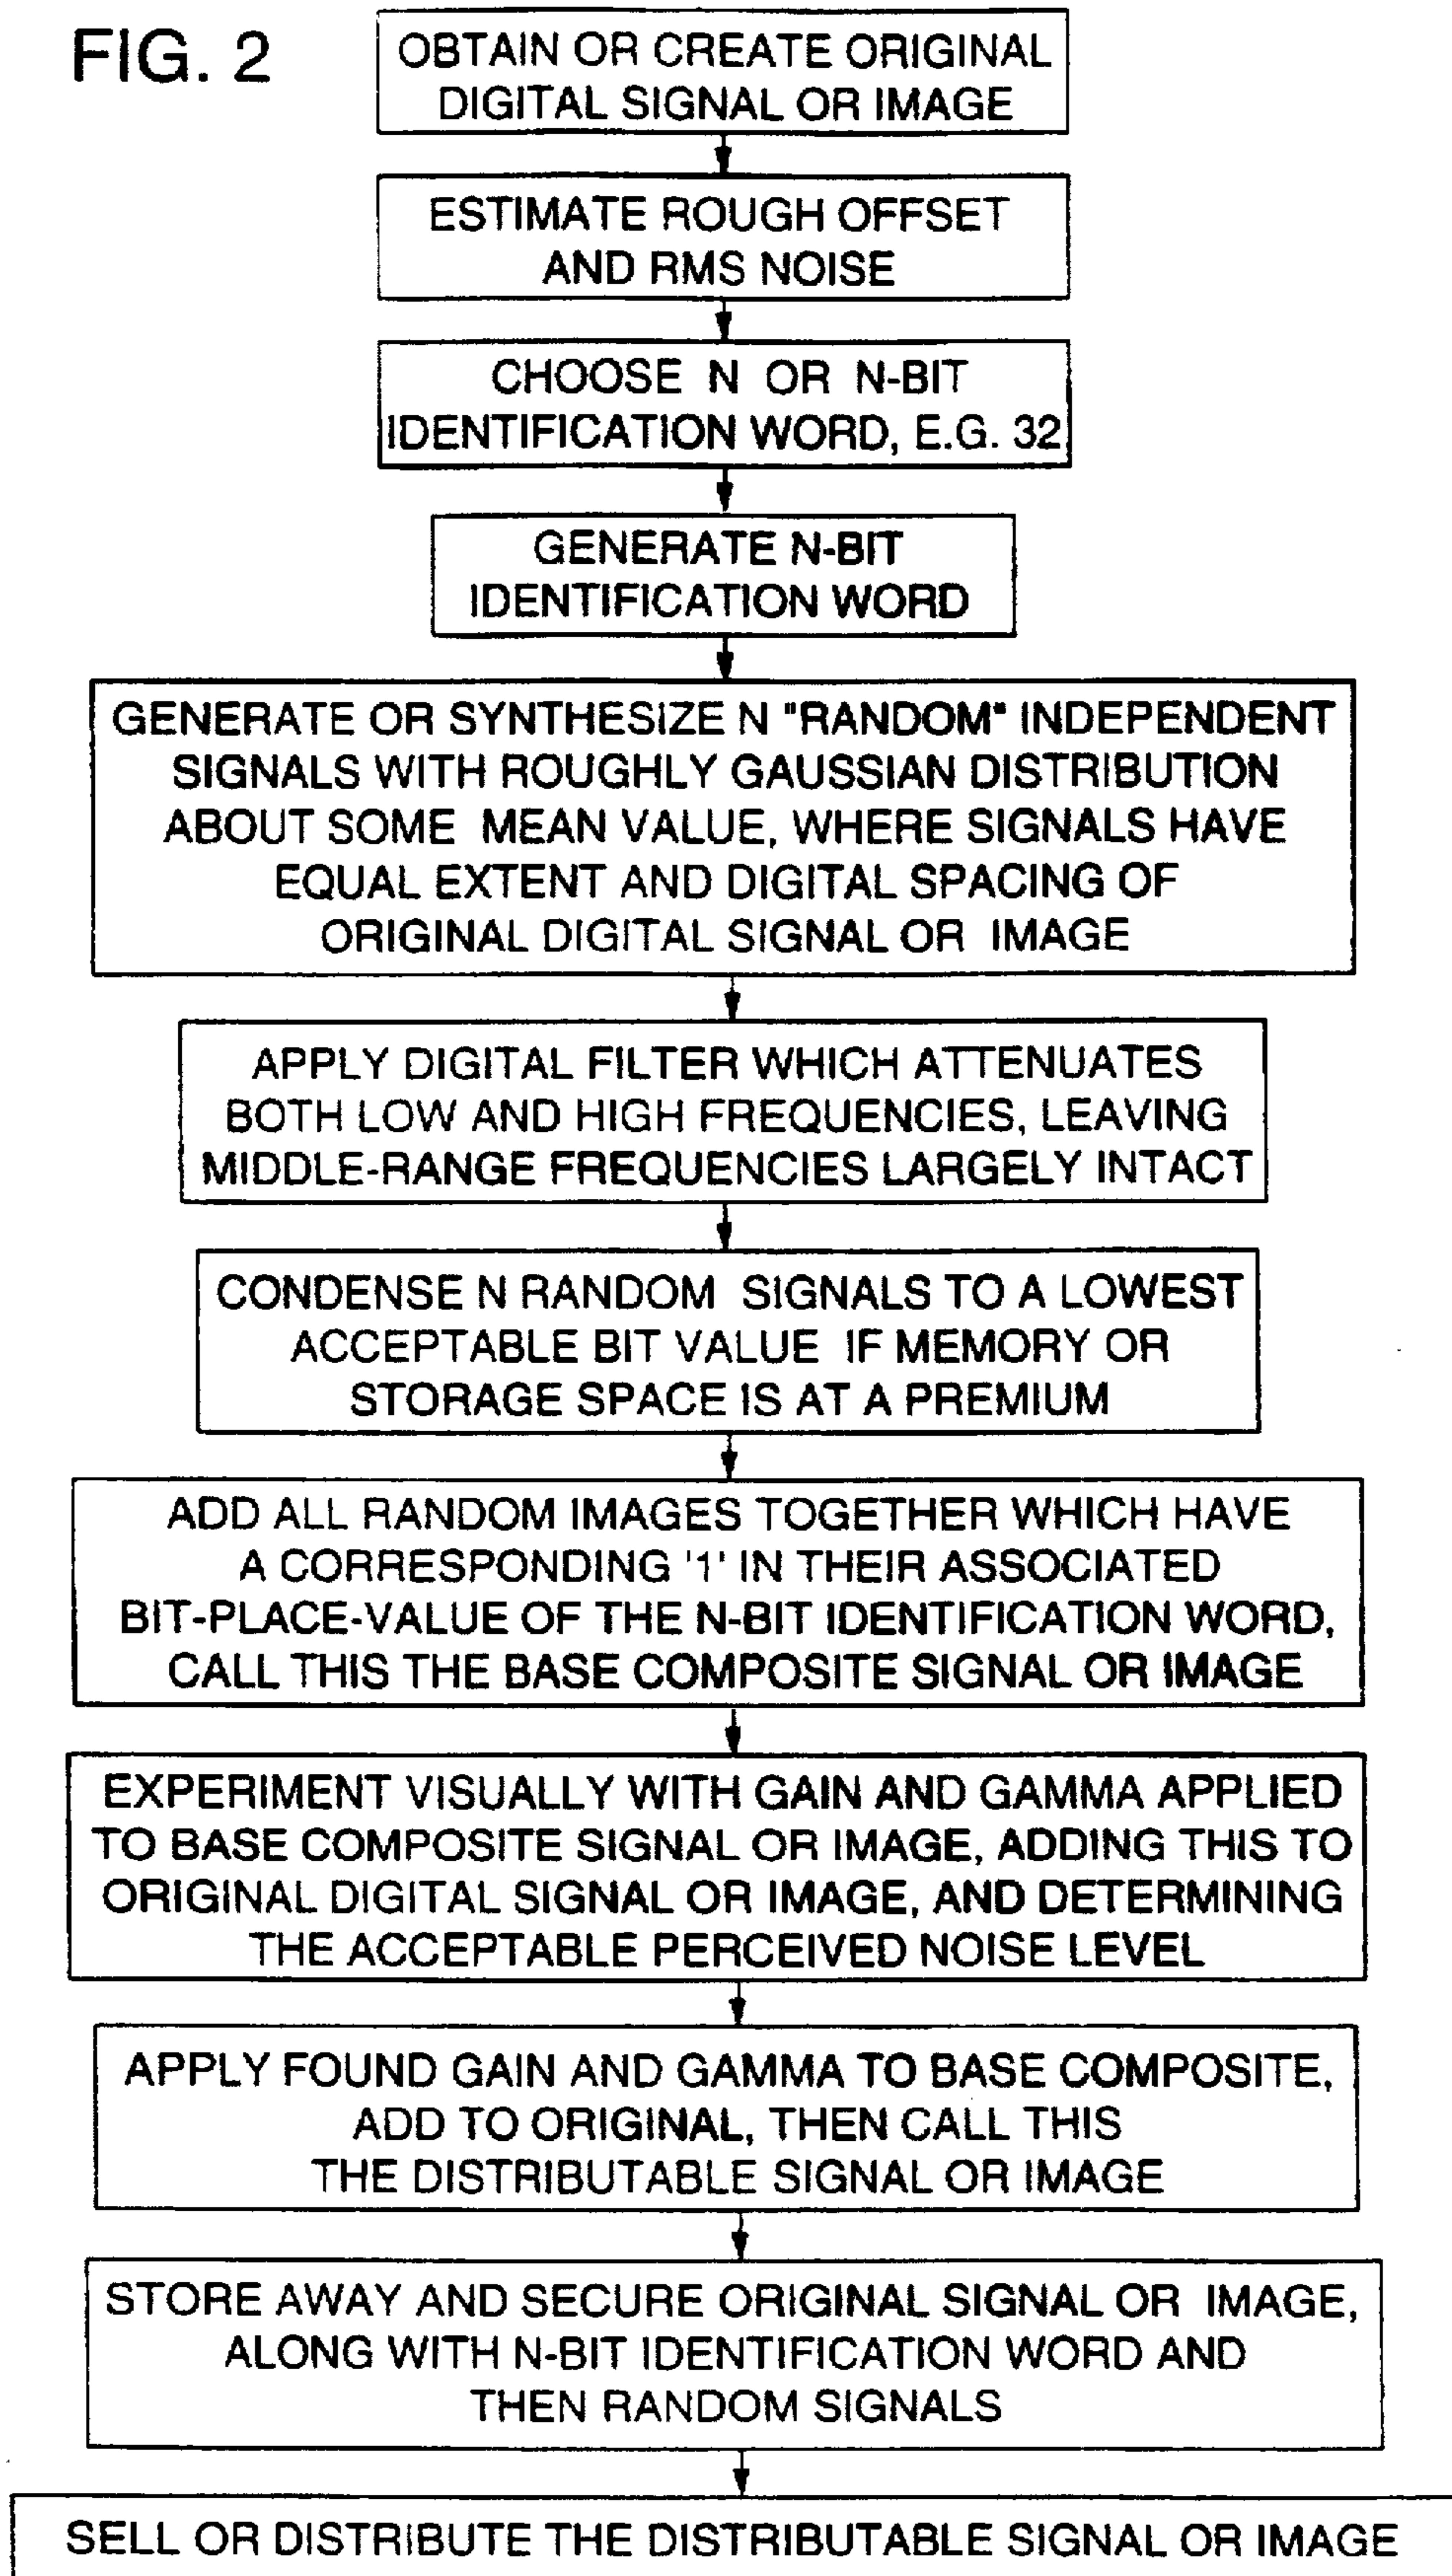 FIG. 2
OBTAIN OR CREATE ORIGINAL
DIGITAL SIGNAL OR IMAGE
ESTIMATE ROUGH OFFSET
AND RMS NOISE
CHOOSE N OR N-BIT
IDENTIFICATION WORD, E.G. 32
GENERATE N-BIT
IDENTIFICATION WORD
GENERATE OR SYNTHESIZE N "RANDOM" INDEPENDENT
SIGNALS WITH ROUGHLY GAUSSIAN DISTRIBUTION
ABOUT SOME MEAN VALUE, WHERE SIGNALS HAVE
EQUAL EXTENT AND DIGITAL SPACING OF
ORIGINAL DIGITAL SIGNAL OR IMAGE
APPLY DIGITAL FILTER WHICH ATTENUATES
BOTH LOW AND HIGH FREQUENCIES, LEAVING
MIDDLE-RANGE FREQUENCIES LARGELY INTACT
CONDENSE N RANDOM SIGNALS TO A LOWEST
ACCEPTABLE BIT VALUE IF MEMORY OR
STORAGE SPACE IS AT A PREMIUM
ADD ALL RANDOM IMAGES TOGETHER WHICH HAVE
A CORRESPONDING '1' IN THEIR ASSOCIATED
BIT-PLACE-VALUE OF THE N-BIT IDENTIFICATION WORD,
CALL THIS THE BASE COMPOSITE SIGNAL OR IMAGE
EXPERIMENT VISUALLY WITH GAIN AND GAMMA APPLIED
TO BASE COMPOSITE SIGNAL OR IMAGE, ADDING THIS TO
ORIGINAL DIGITAL SIGNAL OR IMAGE, AND DETERMINING
THE ACCEPTABLE PERCEIVED NOISE LEVEL
APPLY FOUND GAIN AND GAMMA TO BASE COMPOSITE,
ADD TO ORIGINAL, THEN CALL THIS
THE DISTRIBUTABLE SIGNAL OR IMAGE
STORE AWAY AND SECURE ORIGINAL SIGNAL OR IMAGE,
ALONG WITH N-BIT IDENTIFICATION WORD AND
THEN RANDOM SIGNALS
SELL OR DISTRIBUTE THE DISTRIBUTABLE SIGNAL OR IMAGE